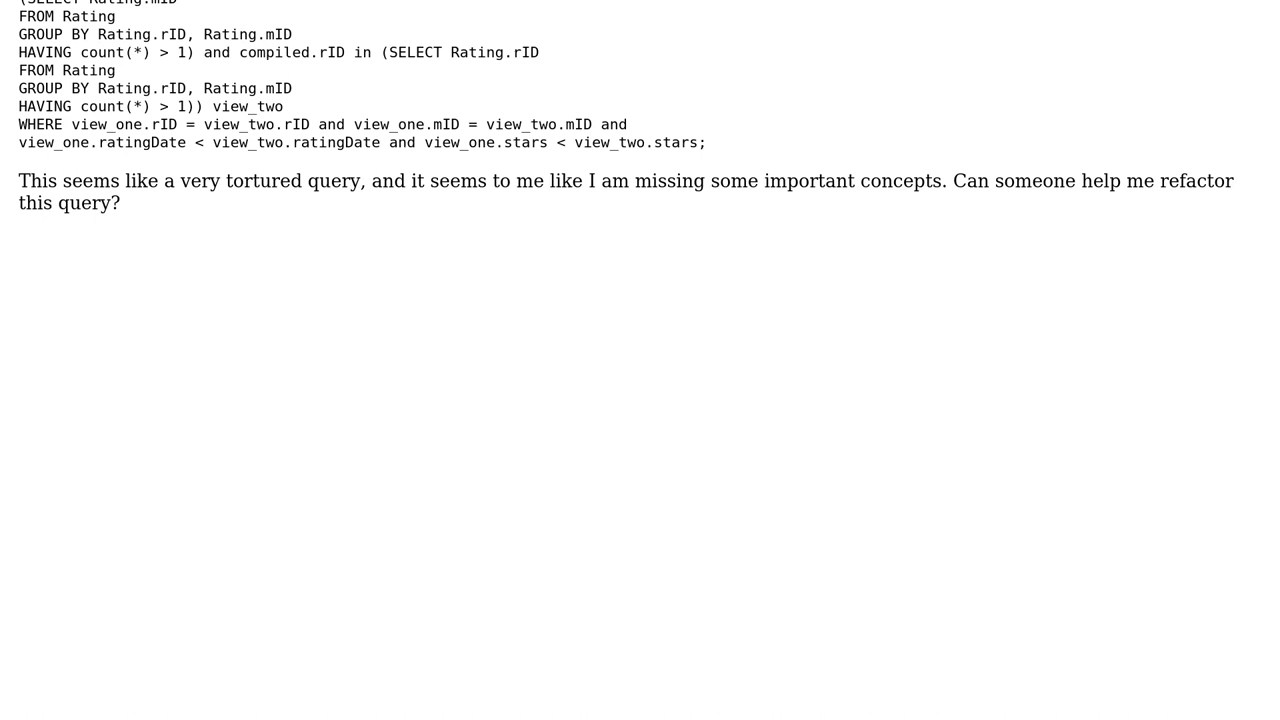 (SELECT Rating.mID
FROM Rating
GROUP BY Rating.rID, Rating.mID
HAVING count(*) > 1) and compiled.rID in (SELECT Rating.rID
FROM Rating
GROUP BY Rating.rID, Rating.mID
HAVING count(*) > 1)) view_two
WHERE view_one.rID = view_two.rID and view_one.mID = view_two.mID and
view_one.ratingDate < view_two.ratingDate and view_one.stars < view_two.stars;
This seems like a very tortured query, and it seems to me like I am missing some important concepts. Can someone help me refactor
this query?